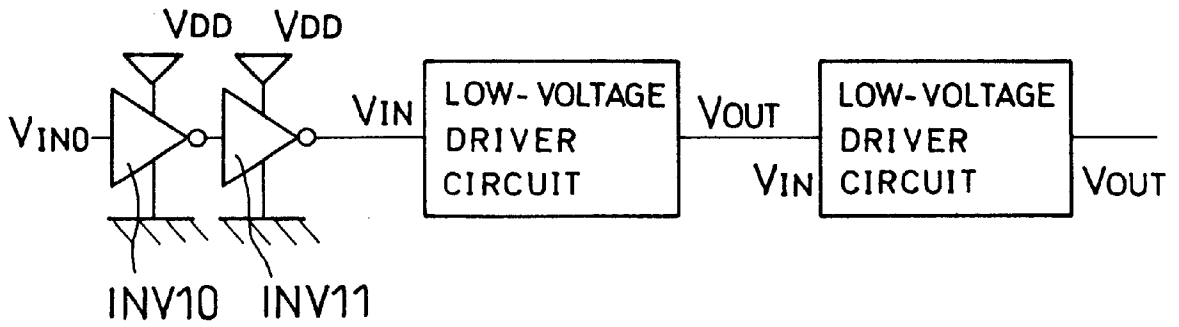 VDD VDD
VIN0
VIN
LOW-VOLTAGE
DRIVER
CIRCUIT
VOUT
VIN
LOW-VOLTAGE
DRIVER
CIRCUIT
VOUT
INV10 INV11